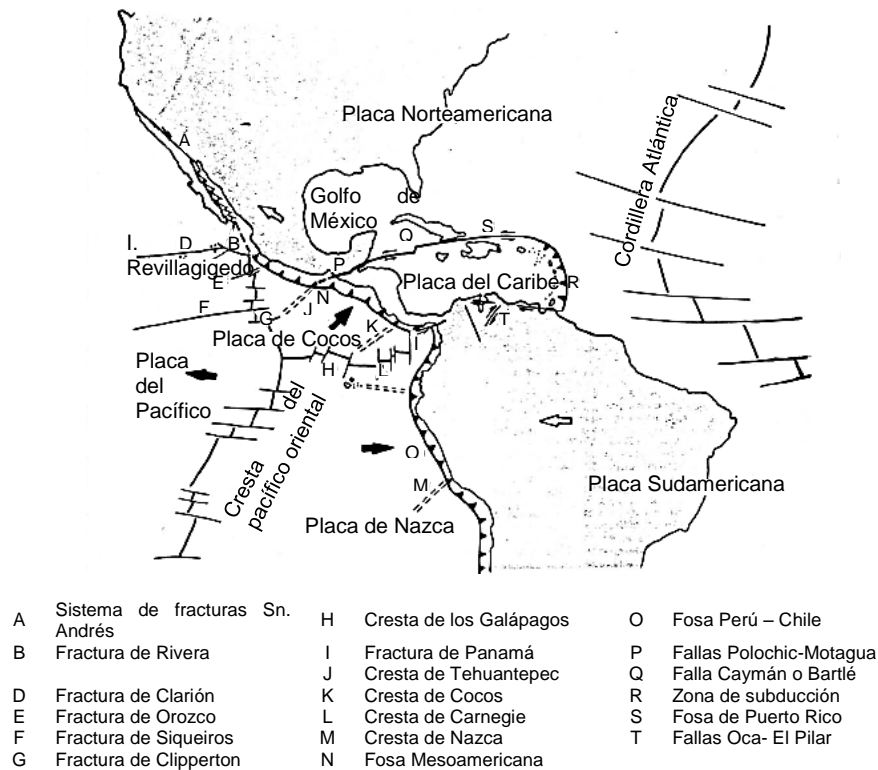 Placa Norteamericana
Cordillera Atlántica
A
Golfo de
México
S
Q
I.
Revillagigedo
D
B
P
E
Placa del Caribe
R
N
F
G
J
T
Placa de Cocos
K
I
Placa
del
Pacífico
H
L
Cresta
pacífico oriental
del
O
M
Placa Sudamericana
Placa de Nazca
A Sistema de fracturas Sn. Andrés H Cresta de los Galápagos O Fosa Perú – Chile
B Fractura de Rivera I Fractura de Panamá P Fallas Polochic-Motagua
J Cresta de Tehuantepec Q Falla Caymán o Bartlé
D Fractura de Clarión K Cresta de Cocos R Zona de subducción
E Fractura de Orozco L Cresta de Carnegie S Fosa de Puerto Rico
F Fractura de Siqueiros M Cresta de Nazca T Fallas Oca- El Pilar
G Fractura de Clipperton N Fosa Mesoamericana